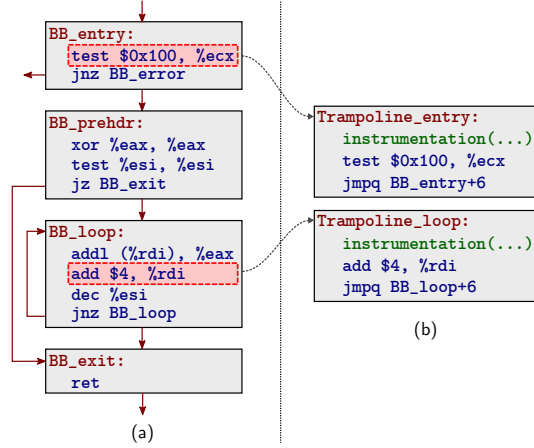 BB_entry:
test $0x100, %ecx
jnz BB_error
BB_prehdr:
xor %eax, %eax
test %esi, %esi
jz BB_exit
BB_loop:
addl (%rdi), %eax
add $4, %rdi
dec %esi
jnz BB_loop
BB_exit:
ret
(a)
Trampoline_entry:
instrumentation(...)
test $0x100, %ecx
jmpq BB_entry+6
Trampoline_loop:
instrumentation(...)
add $4, %rdi
jmpq BB_loop+6
(b)